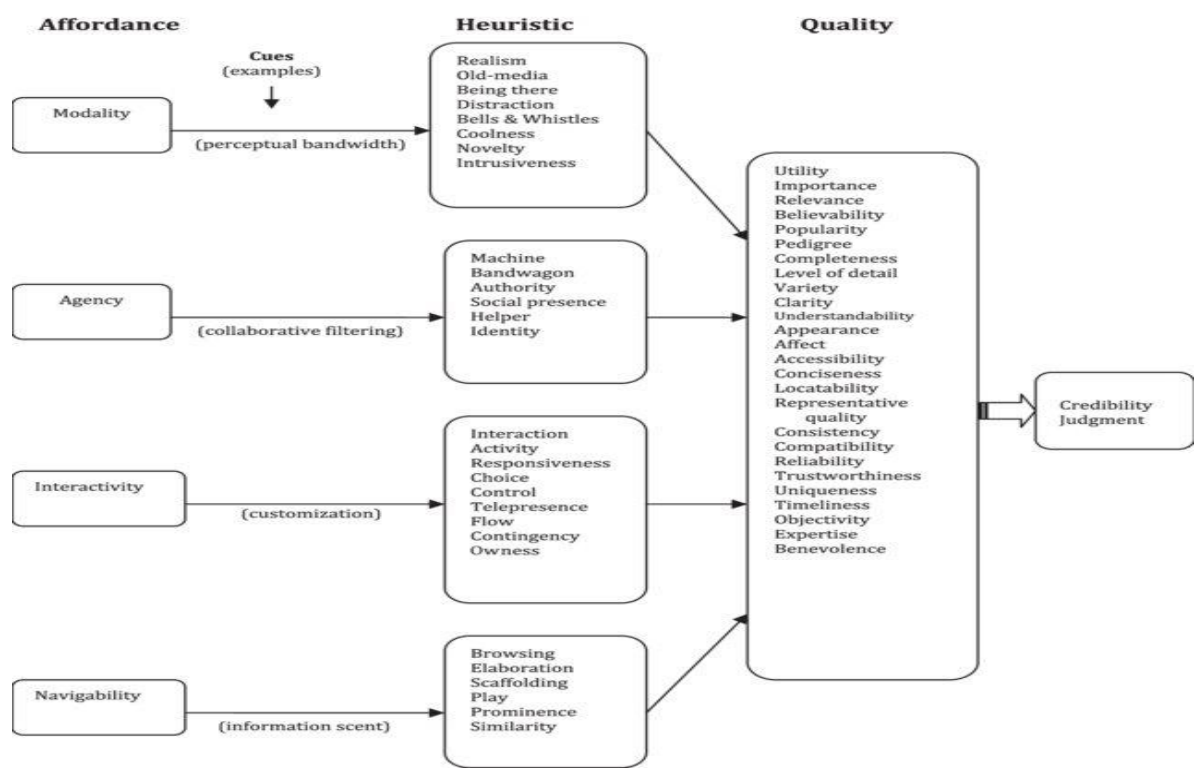 Affordance
Heuristic
Quality
Cues
(examples)
Modality
(perceptual bandwidth)
Realism
Old-media
Being there
Distraction
Bells & Whistles
Coolness
Novelty
Intrusiveness
Agency
(collaborative filtering)
Machine
Bandwagon
Authority
Social presence
Helper
Identity
Interactivity
(customization)
Interaction
Activity
Responsiveness
Choice
Control
Telepresence
Flow
Contingency
Owness
Navigability
(information scent)
Browsing
Elaboration
Scaffolding
Play
Prominence
Similarity
Utility
Importance
Relevance
Believability
Popularity
Pedigree
Completeness
Level of detail
Variety
Clarity
Understandability
Appearance
Affect
Accessibility
Conciseness
Locatability
Representative
quality
Consistency
Compatibility
Reliability
Trustworthiness
Uniqueness
Timeliness
Objectivity
Expertise
Benevolence
Credibility
Judgment